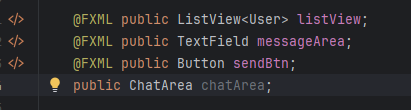 @FXML public ListView<User> listView;
@FXML public TextField messageArea;
@FXML public Button sendBtn;
public ChatArea chatArea;